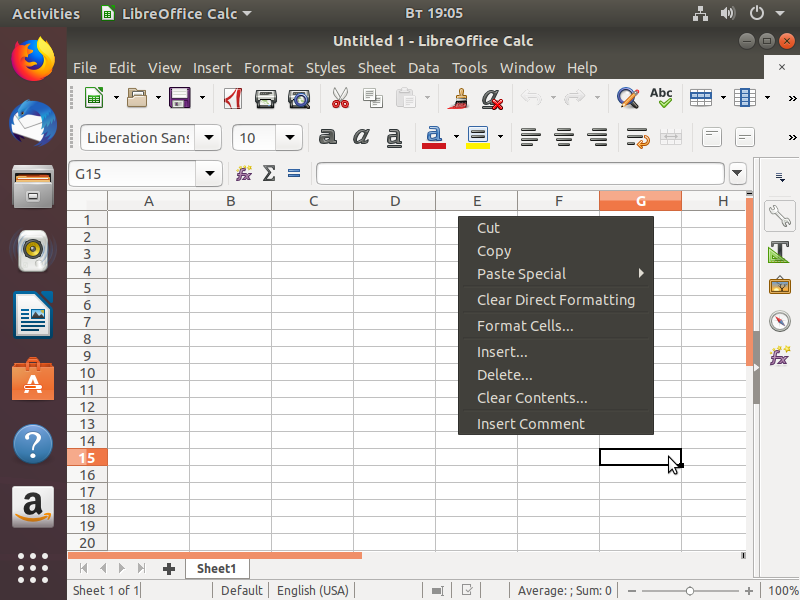 Activities LibreOffice Calc Вт 19:05
Untitled 1 - LibreOffice Calc
File Edit View Insert Format Styles Sheet Data Tools Window Help
Abc
Liberation Sans 10
G15
A B C D E F G H
1
2
3
4
5
6
7
8
9
10
11
12
13
14
15
16
17
18
19
20
Cut
Copy
Paste Special
Clear Direct Formatting
Format Cells...
Insert...
Delete...
Clear Contents...
Insert Comment
Sheet1
Sheet 1 of 1 Default English (USA) Average: ; Sum: 0 100%